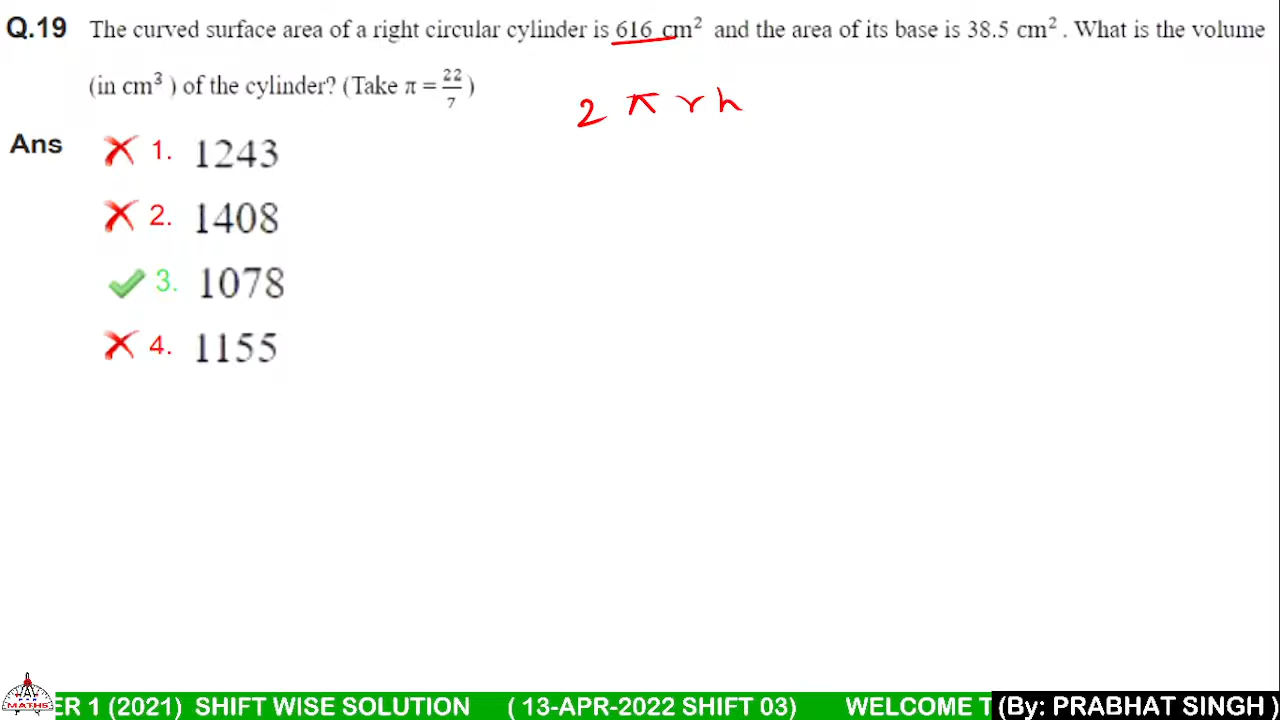 Q.19 The curved surface area of a right circular cylinder is 616 cm² and the area of its base is 38.5 cm². What is the volume
(in cm³ ) of the cylinder? (Take π = 22/7 )
2 π r h
Ans
1. 1243
2. 1408
3. 1078
4. 1155
MATHS
ER 1 (2021) SHIFT WISE SOLUTION ( 13-APR-2022 SHIFT 03) WELCOME T (By: PRABHAT SINGH )